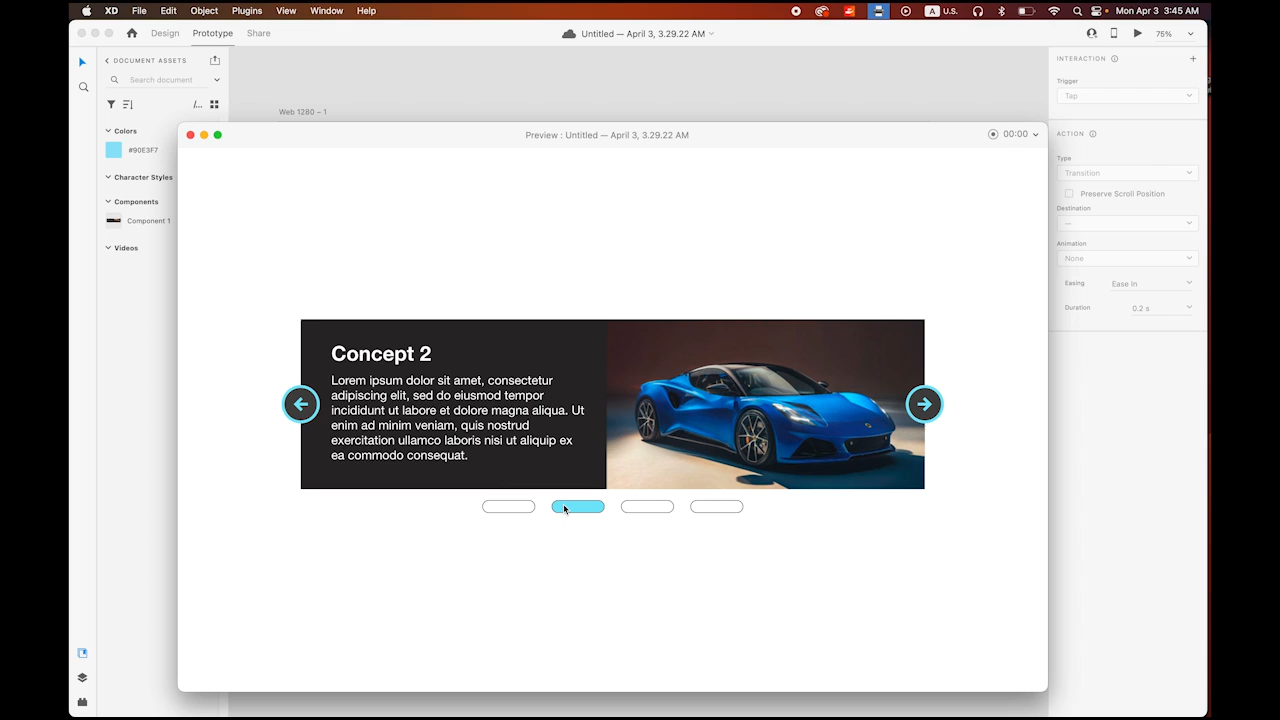 XD File Edit Object Plugins View Window Help
A U.S. Mon Apr 3 3:45 AM
Design Prototype Share
Untitled — April 3, 3.29.22 AM
75%
DOCUMENT ASSETS
Search document
/...
Colors
#90E3F7
Character Styles
Components
Component 1
Videos
Web 1280 – 1
Preview : Untitled — April 3, 3.29.22 AM
00:00
Concept 2
Lorem ipsum dolor sit amet, consectetur
adipiscing elit, sed do eiusmod tempor
incididunt ut labore et dolore magna aliqua. Ut
enim ad minim veniam, quis nostrud
exercitation ullamco laboris nisi ut aliquip ex
ea commodo consequat.
INTERACTION
Trigger
Tap
ACTION
Type
Transition
Preserve Scroll Position
Destination
—
Animation
None
Easing Ease In
Duration 0.2 s